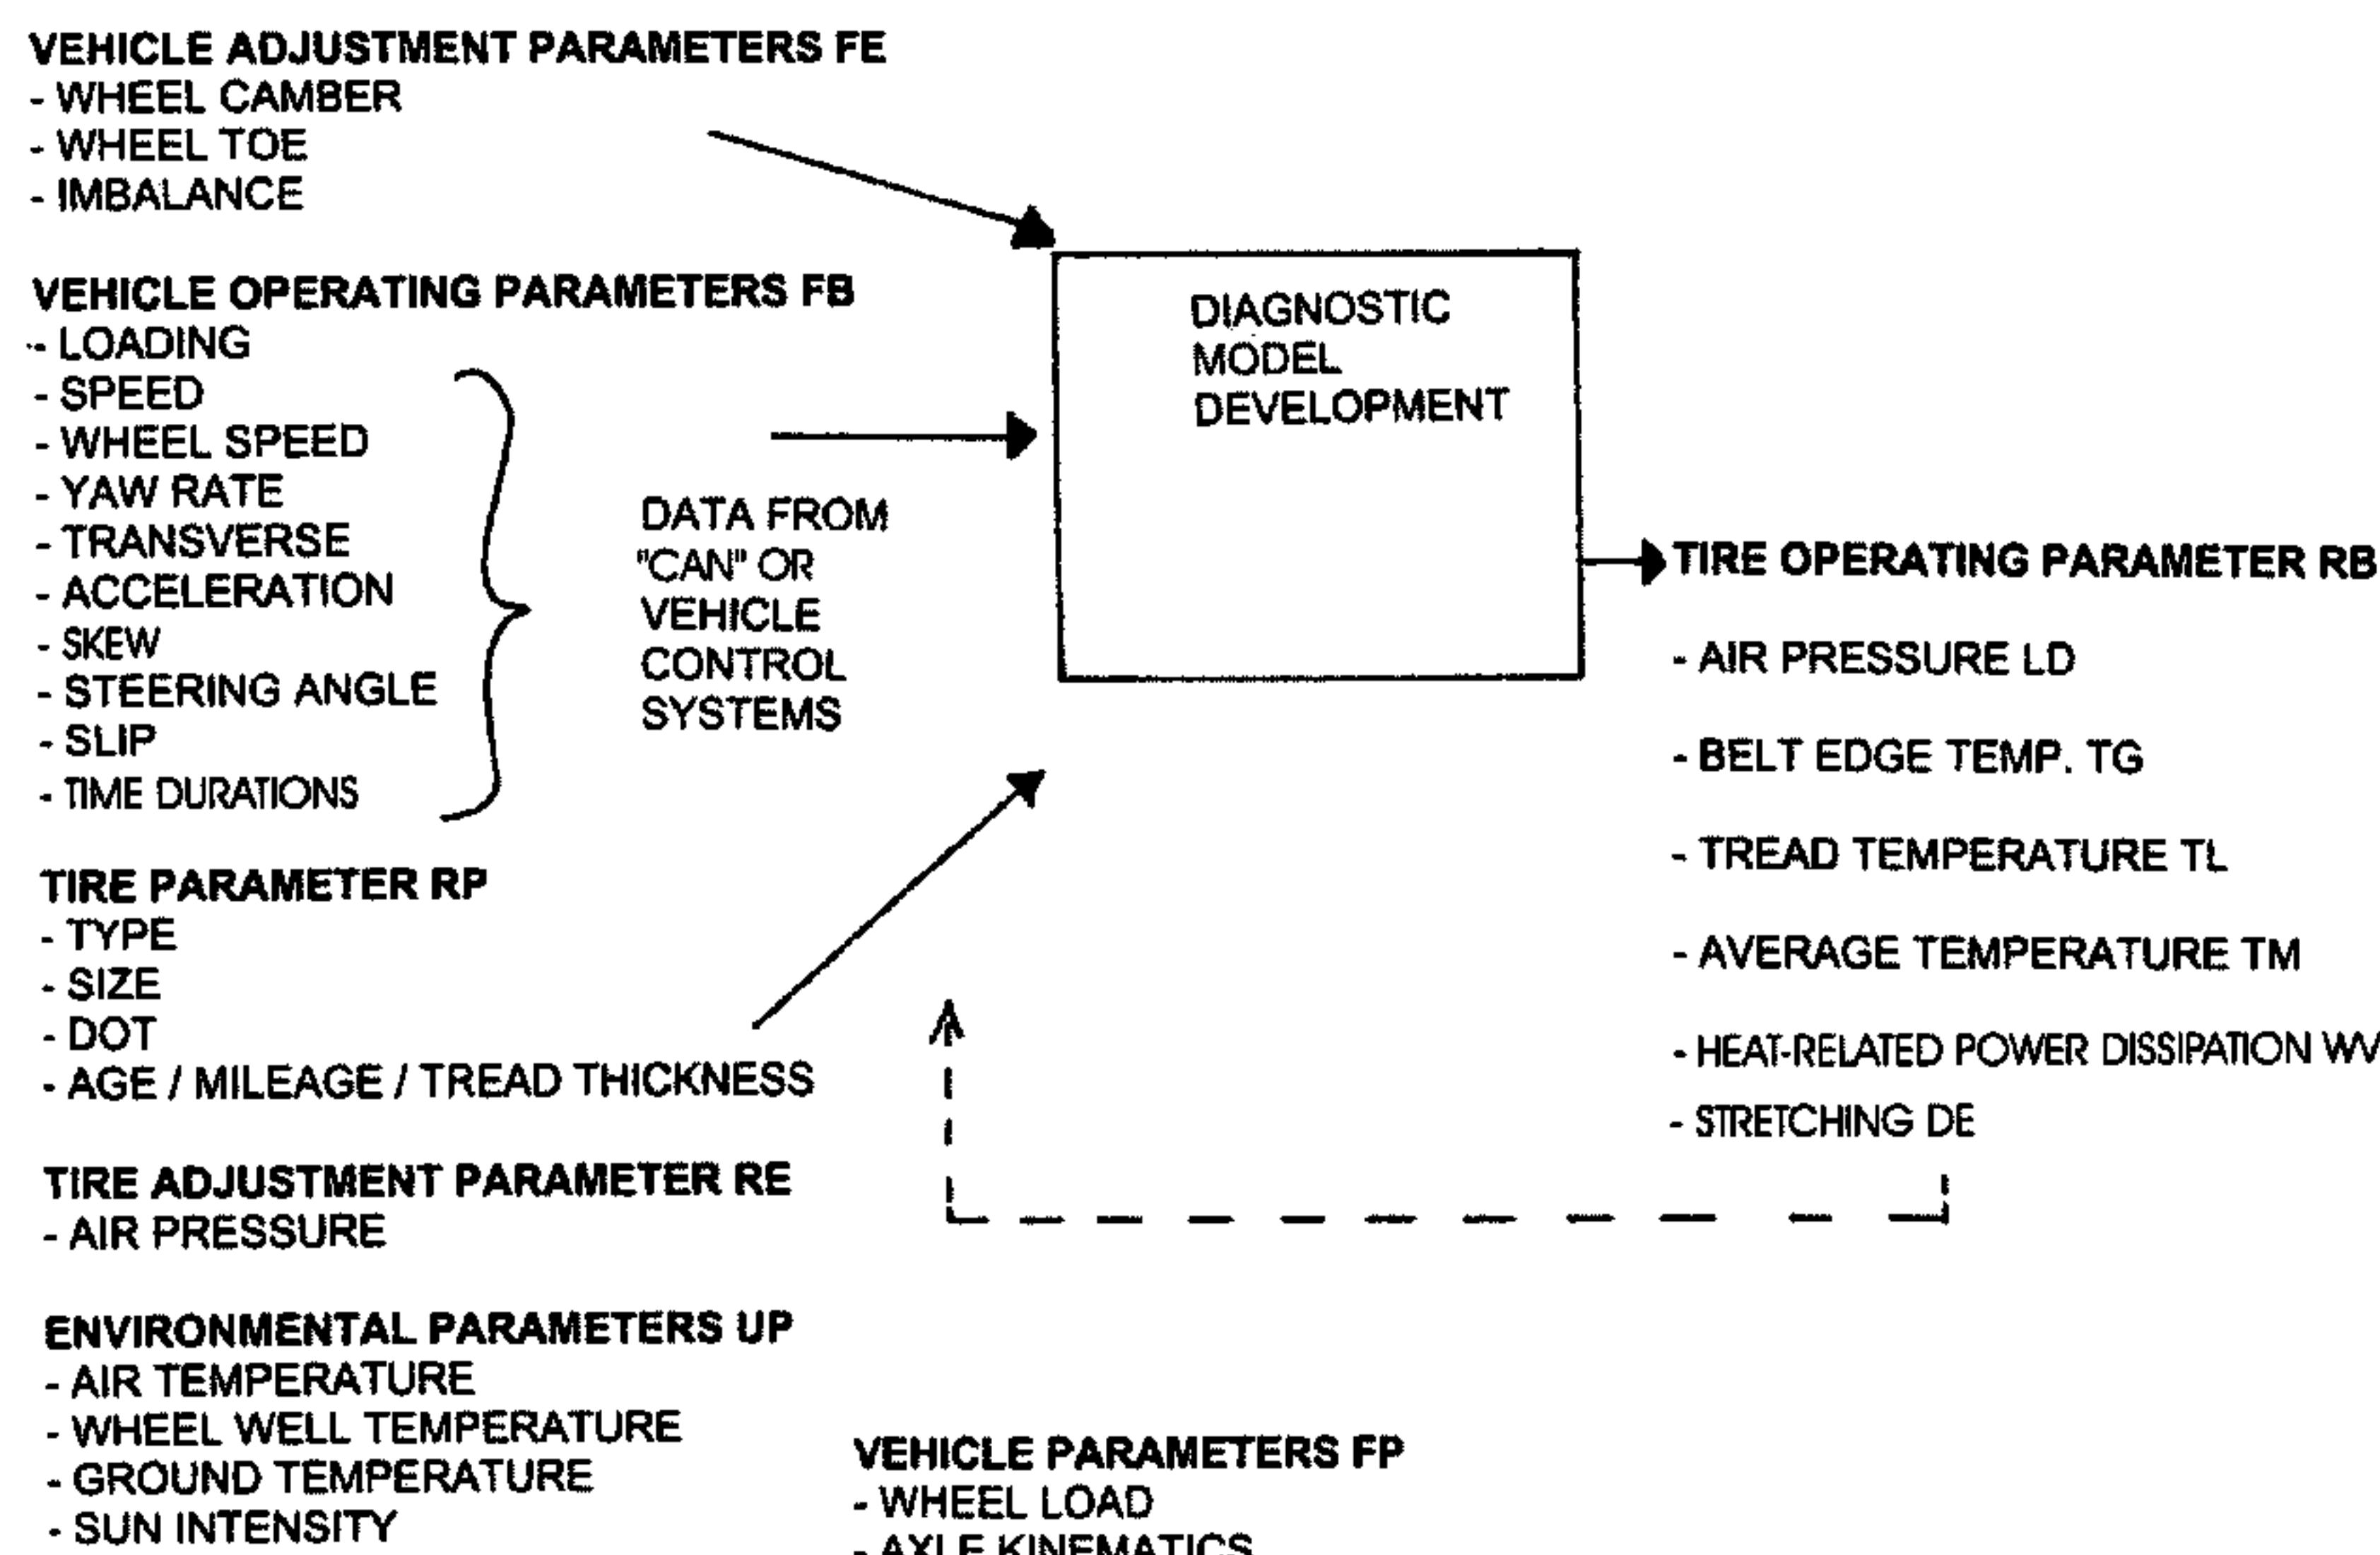 VEHICLE ADJUSTMENT PARAMETERS FE
- WHEEL CAMBER
- WHEEL TOE
- IMBALANCE
VEHICLE OPERATING PARAMETERS FB
- LOADING
- SPEED
- WHEEL SPEED
- YAW RATE
- TRANSVERSE
- ACCELERATION
- SKEW
- STEERING ANGLE
- SLIP
- TIME DURATIONS
DATA FROM
"CAN" OR
VEHICLE
CONTROL
SYSTEMS
TIRE PARAMETER RP
- TYPE
- SIZE
- DOT
- AGE / MILEAGE / TREAD THICKNESS
TIRE ADJUSTMENT PARAMETER RE
- AIR PRESSURE
ENVIRONMENTAL PARAMETERS UP
- AIR TEMPERATURE
- WHEEL WELL TEMPERATURE
- GROUND TEMPERATURE
- SUN INTENSITY
VEHICLE PARAMETERS FP
- WHEEL LOAD
- AXLE KINEMATICS
DIAGNOSTIC
MODEL
DEVELOPMENT
TIRE OPERATING PARAMETER RB
- AIR PRESSURE LD
- BELT EDGE TEMP. TG
- TREAD TEMPERATURE TL
- AVERAGE TEMPERATURE TM
- HEAT-RELATED POWER DISSIPATION WV
- STRETCHING DE